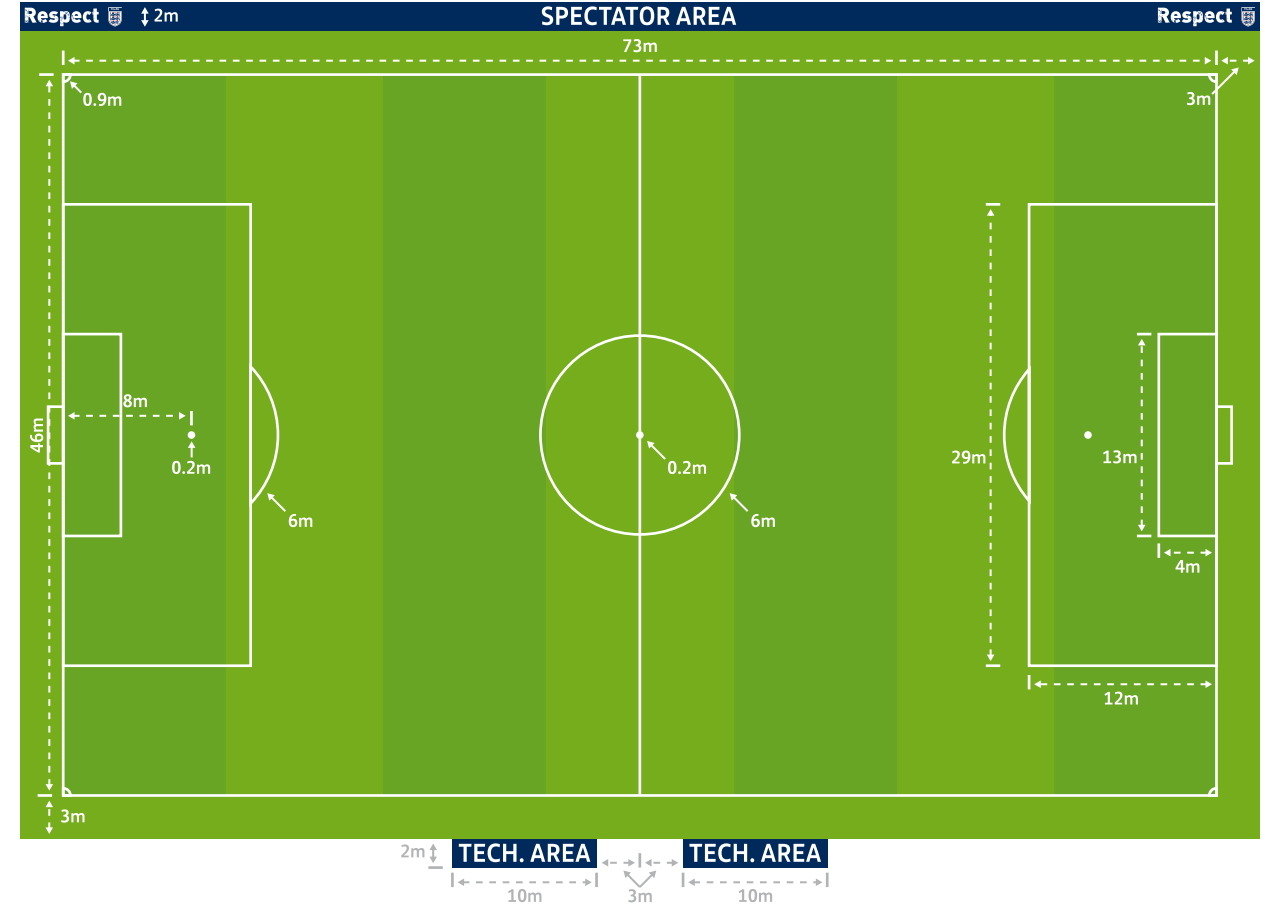 Respect
2m
SPECTATOR AREA
Respect
73m
0.9m
3m
46m
8m
0.2m
6m
0.2m
6m
29m
13m
4m
12m
3m
2m
TECH. AREA
TECH. AREA
10m
3m
10m